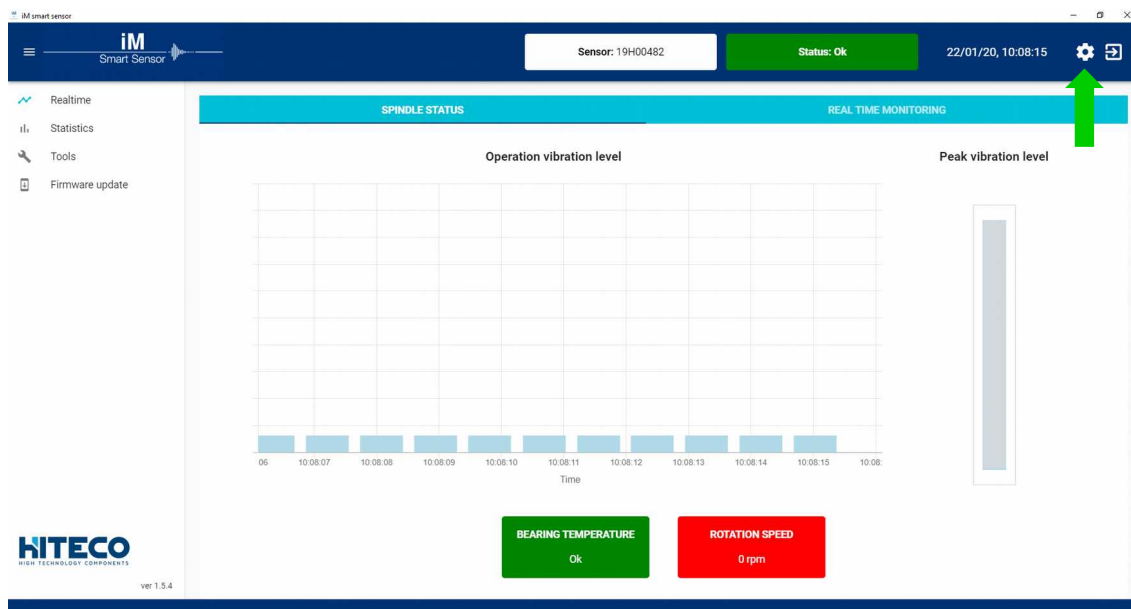 iM smart sensor
iM
Smart Sensor
Sensor: 19H00482
Status: Ok
22/01/20, 10:08:15
Realtime
Statistics
Tools
Firmware update
SPINDLE STATUS
REAL TIME MONITORING
Operation vibration level
Peak vibration level
06 10:08:07 10:08:08 10:08:09 10:08:10 10:08:11 10:08:12 10:08:13 10:08:14 10:08:15 10:08:
Time
BEARING TEMPERATURE
Ok
ROTATION SPEED
0 rpm
HITECO
HIGH TECHNOLOGY COMPONENTS
ver 1.5.4